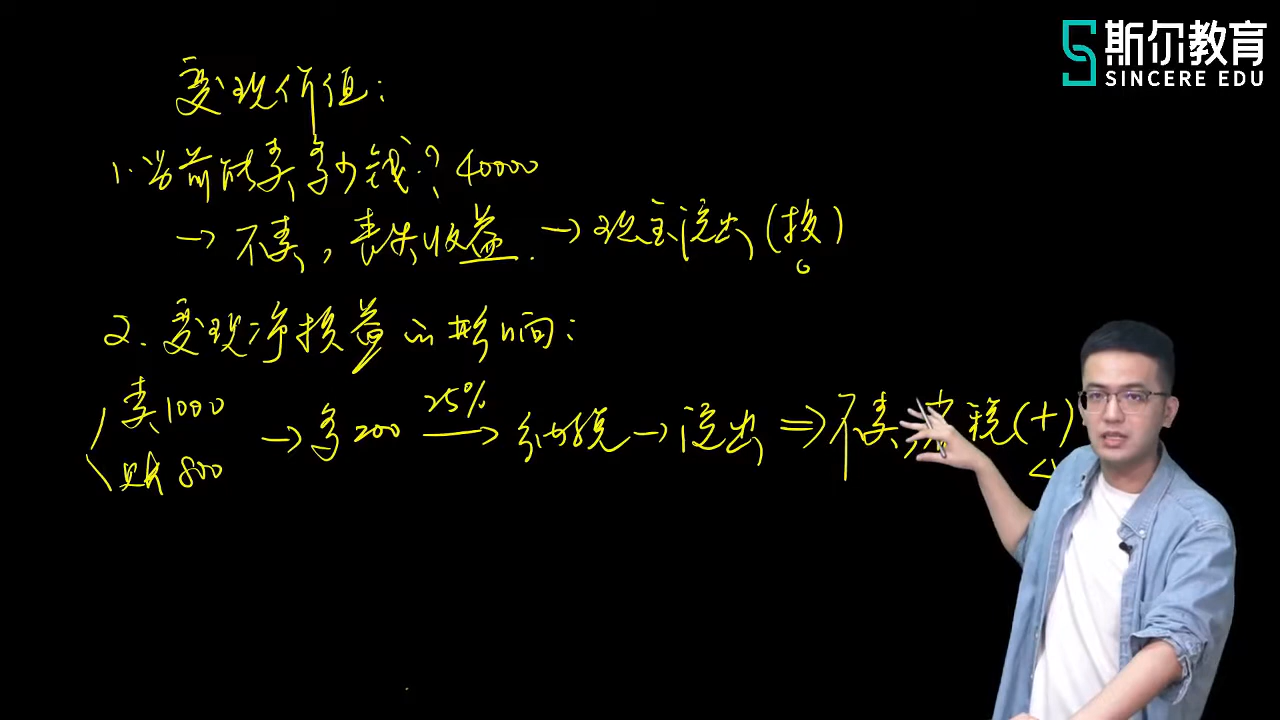 斯尔教育
SINCERE EDU
变现价值:
1.当前能卖多少钱?40000
→不卖,丧失收益.→现金流出(损)
2.变现净损益的影响:
卖1000
账800
→多200 25%→纳税→流出⇒不卖,省税(+)